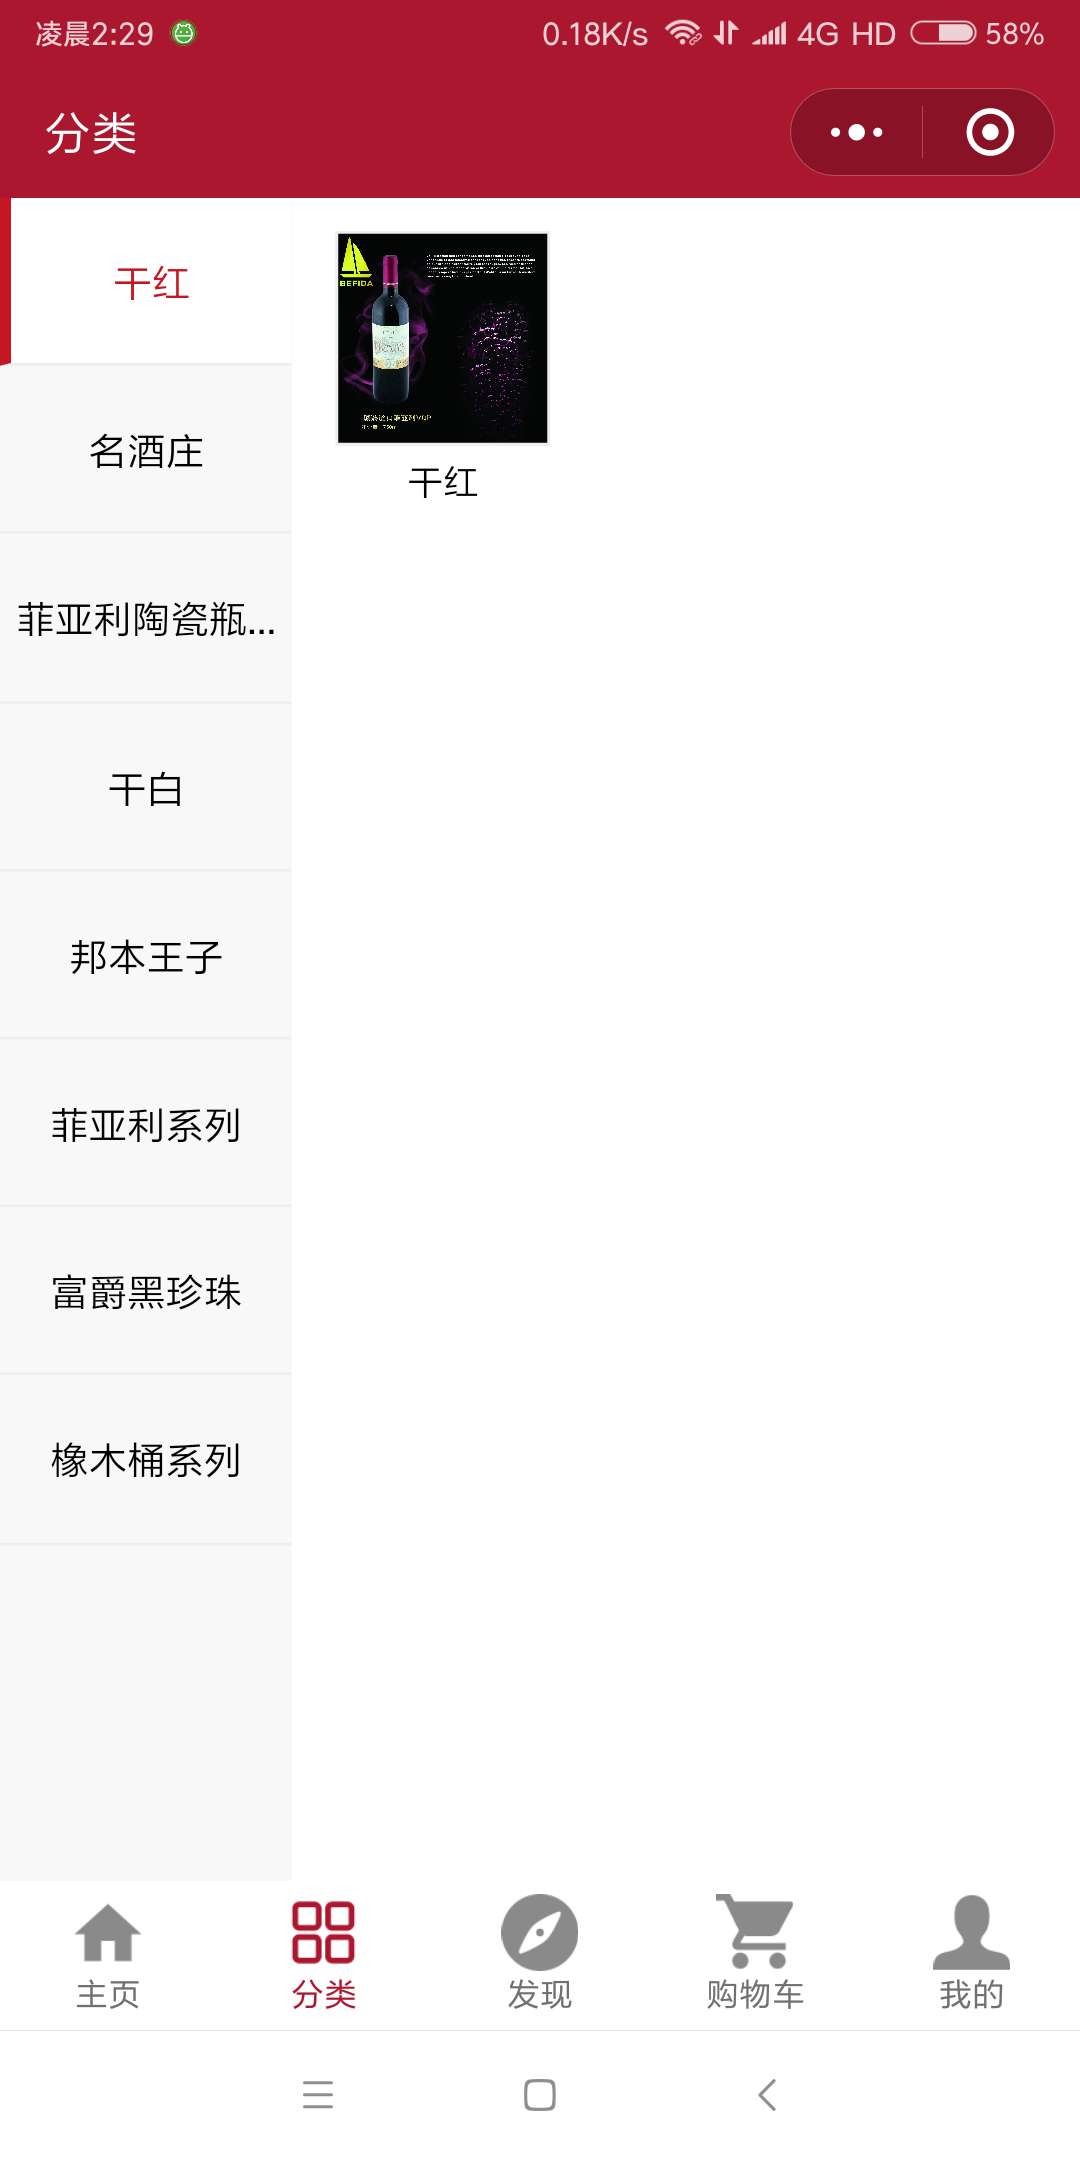 凌晨2:29
0.18K/s 4G HD 58%
分类
干红
名酒庄
菲亚利陶瓷瓶...
干白
邦本王子
菲亚利系列
富爵黑珍珠
橡木桶系列
BEFIDA
干红
主页
分类
发现
购物车
我的